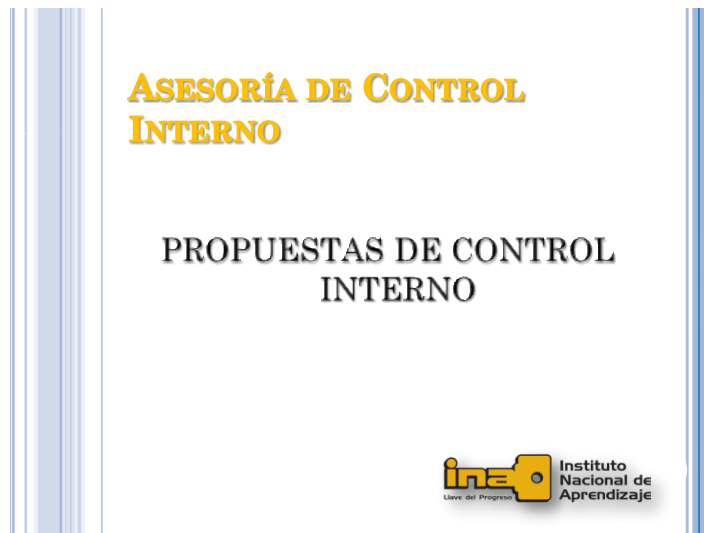 ASESORÍA DE CONTROL
INTERNO
PROPUESTAS DE CONTROL
INTERNO
ina
Llave del Progreso
Instituto
Nacional de
Aprendizaje